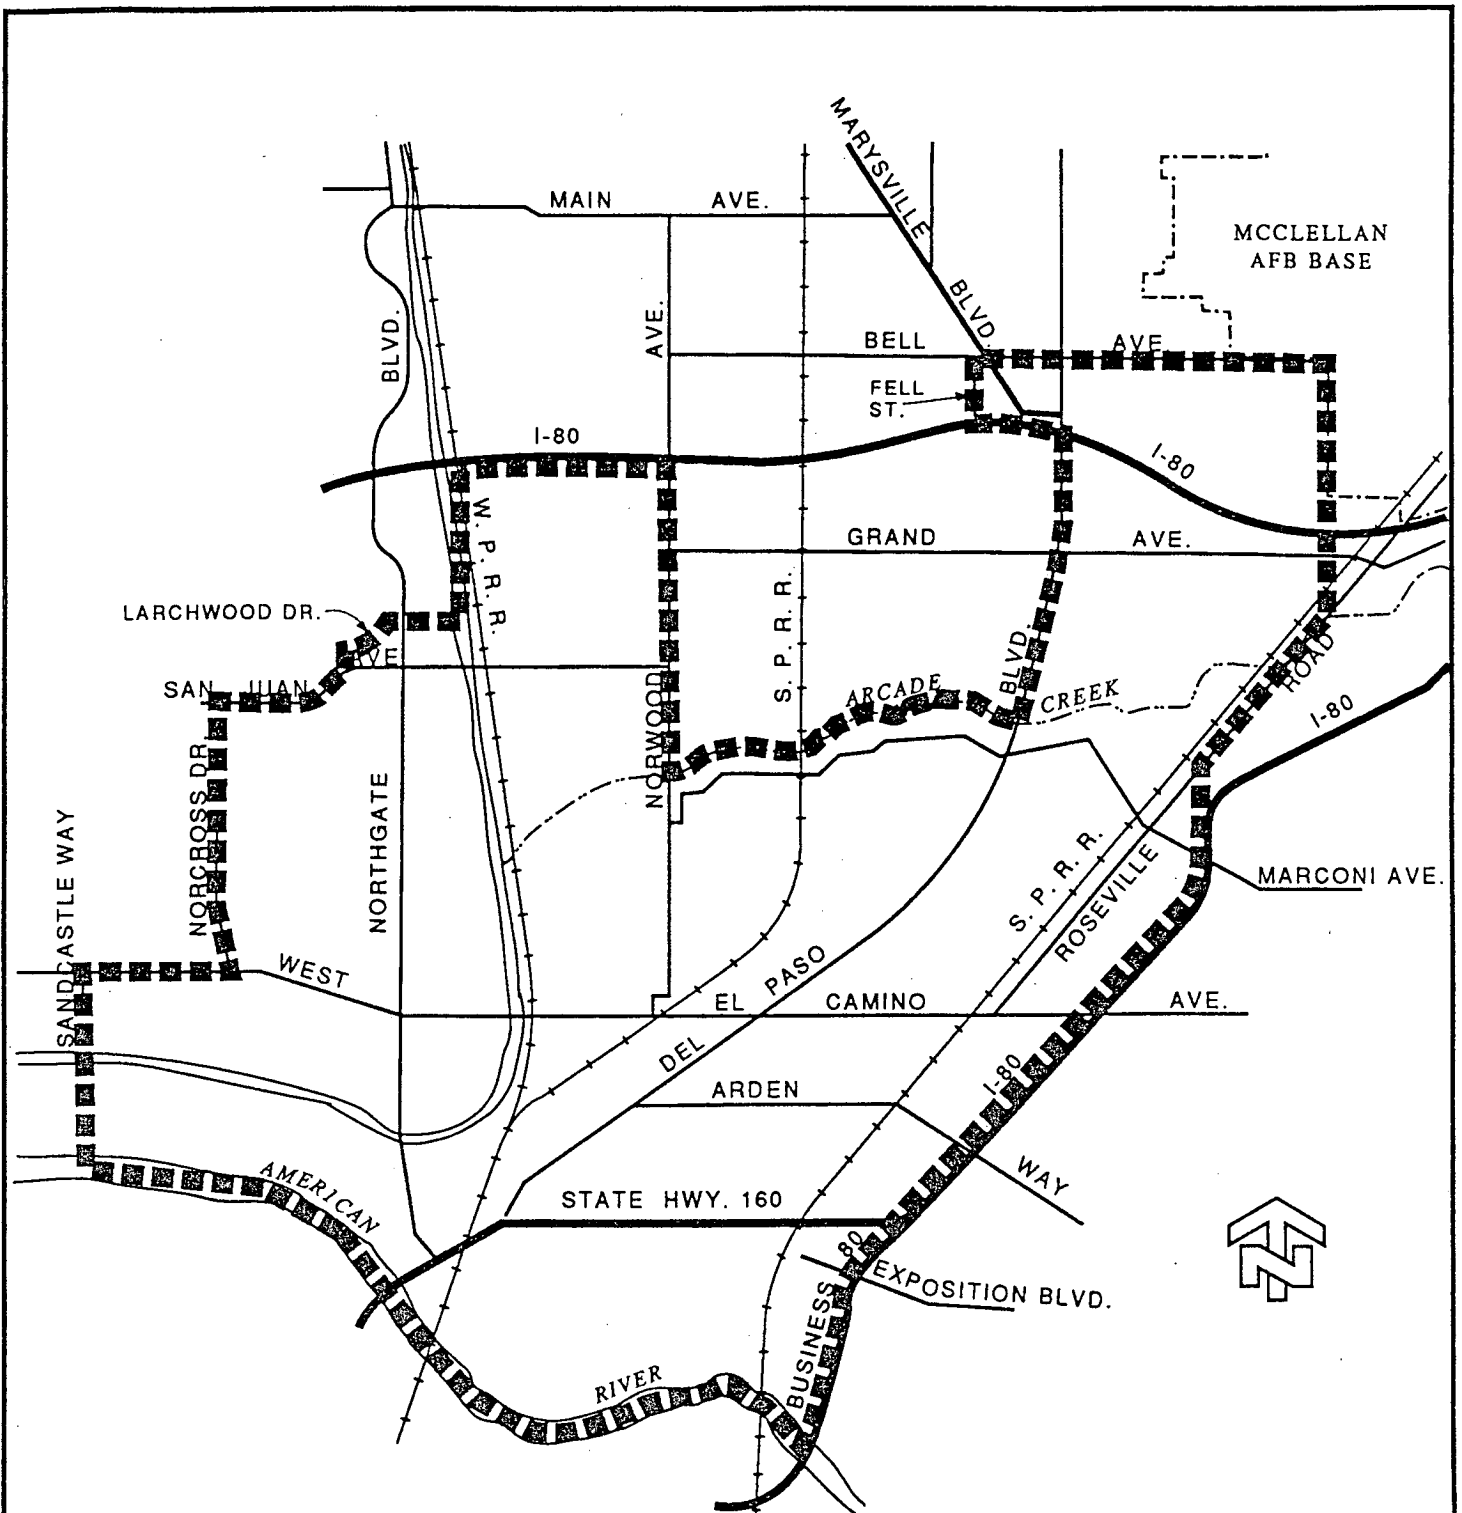 MARYSVILLE
BLVD.
MAIN AVE.
MCCLELLAN
AFB BASE
BLVD.
AVE.
BELL AVE.
FELL
ST.
I-80
I-80
W. P. R. R.
GRAND AVE.
S. P. R. R.
LARCHWOOD DR.
AVE
SAN JUAN
BLVD.
ROAD
ARCADE CREEK
I-80
NORWOOD
NORCROSS DR
NORTHGATE
SANDCASTLE WAY
S. P. R. R.
ROSEVILLE
MARCONI AVE.
WEST
EL CAMINO AVE.
DEL PASO
I-80
ARDEN
WAY
AMERICAN
STATE HWY. 160
80
EXPOSITION BLVD.
BUSINESS
RIVER
N